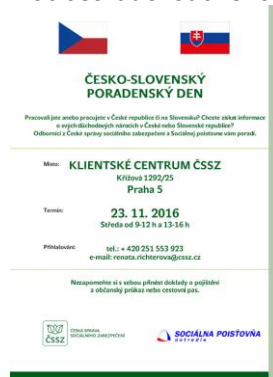 ČESKO-SLOVENSKÝ
PORADENSKÝ DEN
Pracovali jste anebo pracujete v České republice či na Slovensku? Chcete získat informace
o svých důchodových nárocích v České nebo Slovenské republice?
Odborníci z České správy sociálního zabezpečení a Sociálnej poisťovne vám poradí.
Místo: KLIENTSKÉ CENTRUM ČSSZ
Křížová 1292/25
Praha 5
Termín: 23. 11. 2016
Středa od 9-12 h a 13-16 h
Přihlašování: tel.: + 420 251 553 923
e-mail: renata.richterova@cssz.cz
Nezapomeňte si s sebou přinést doklady o pojištění
a občanský průkaz nebo cestovní pas.
ČSSZ ČESKÁ SPRÁVA
SOCIÁLNÍHO ZABEZPEČENÍ
SOCIÁLNA POISŤOVŇA
ústredie